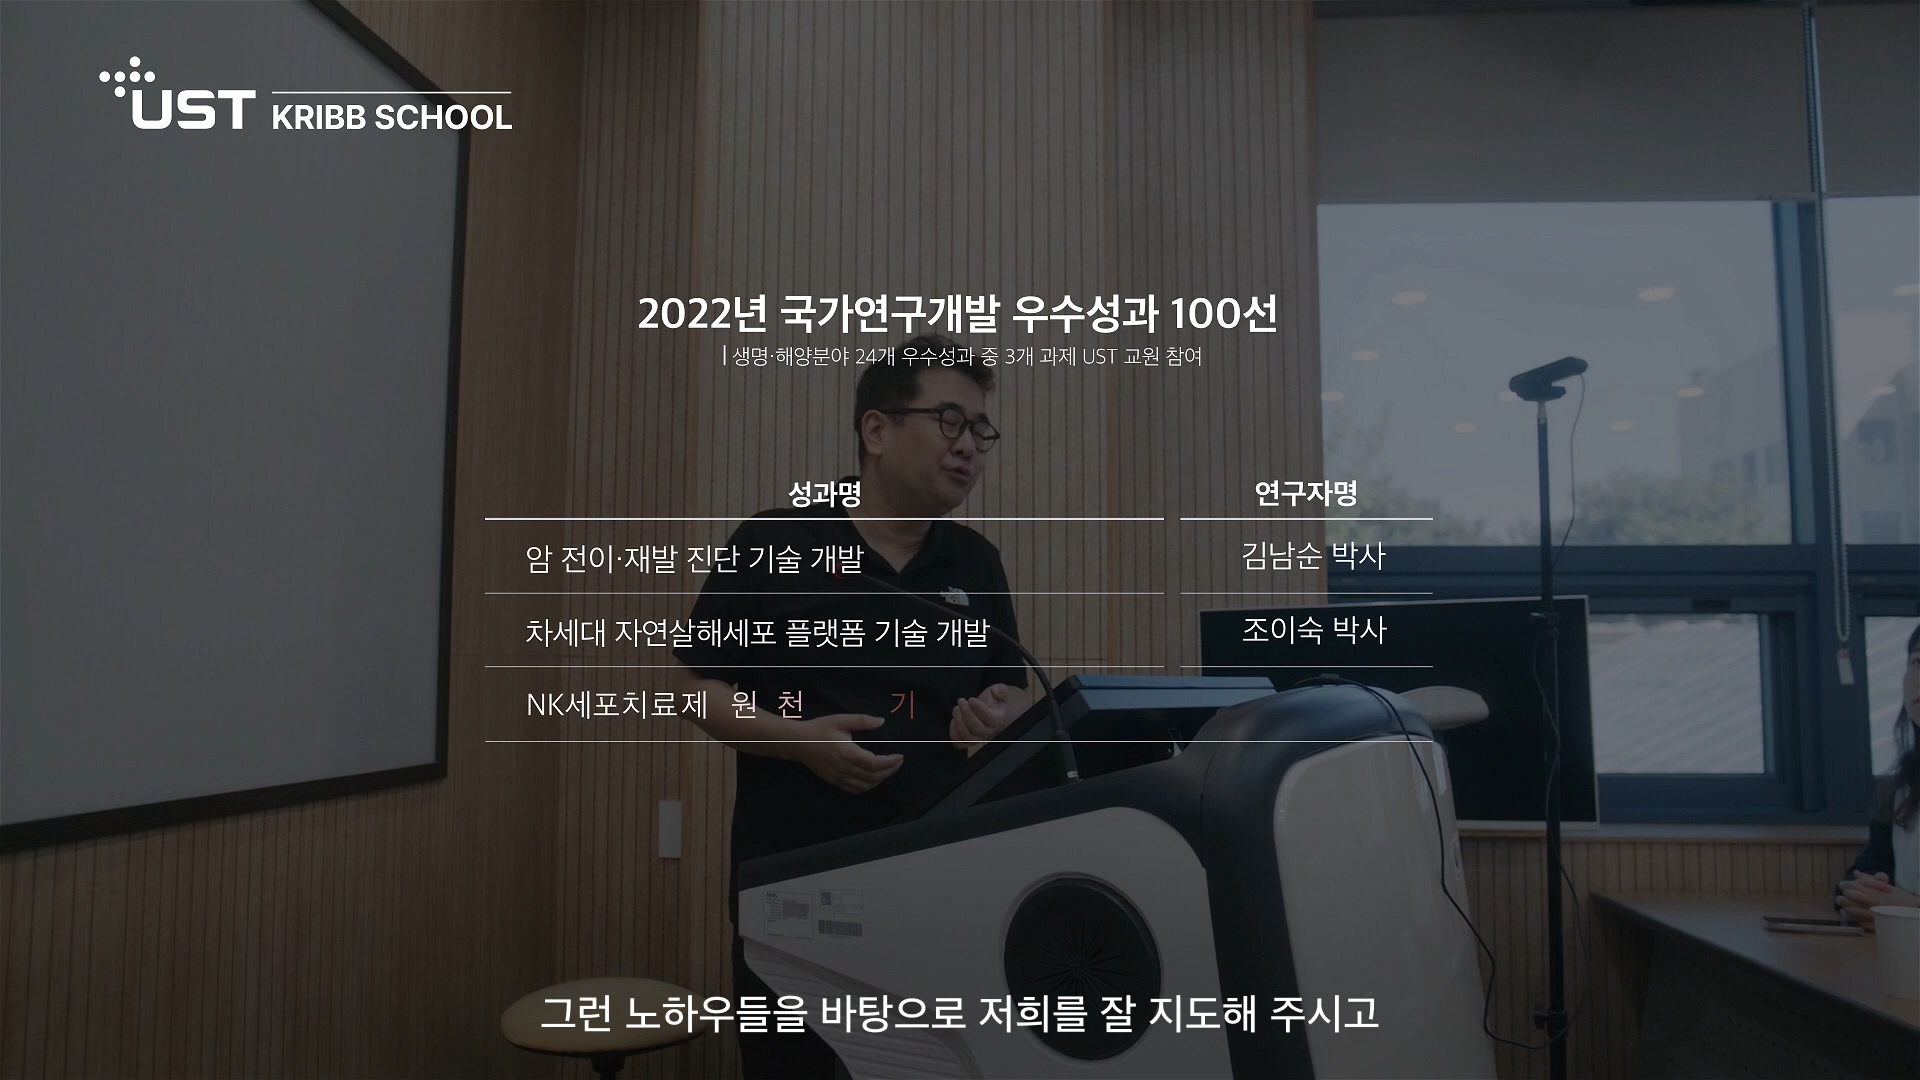 UST KRIBB SCHOOL
2022년 국가연구개발 우수성과 100선
생명·해양분야 24개 우수성과 중 3개 과제 UST 교원 참여
성과명 연구자명
암 전이·재발 진단 기술 개발 김남순 박사
차세대 자연살해세포 플랫폼 기술 개발 조이숙 박사
NK세포치료제 원 천 기
그런 노하우들을 바탕으로 저희를 잘 지도해 주시고